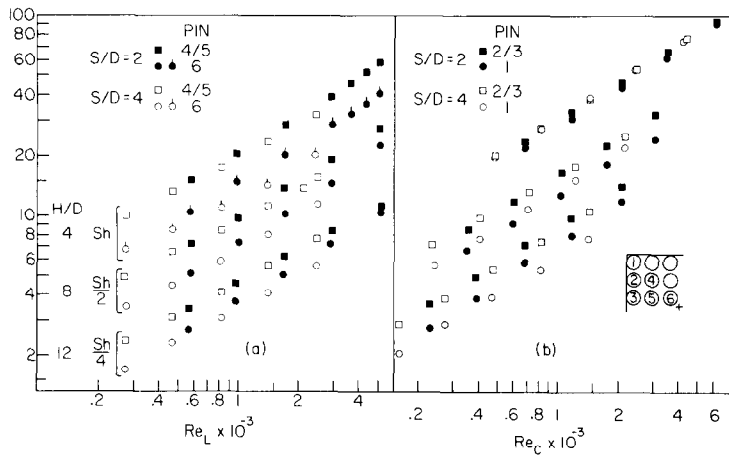 100
80
60
40
20
10
8
6
4
2
PIN
S/D=2 4/5
6
S/D=4 4/5
6
H/D
4 Sh
8 Sh/2
12 Sh/4
(a)
.2 .4 .6 .8 1 2 4
Re_L × 10⁻³
PIN
S/D=2 2/3
1
S/D=4 2/3
1
1
2 4
3 5 6
+
(b)
.2 .4 .6 .8 1 2 4 6
Re_C × 10⁻³